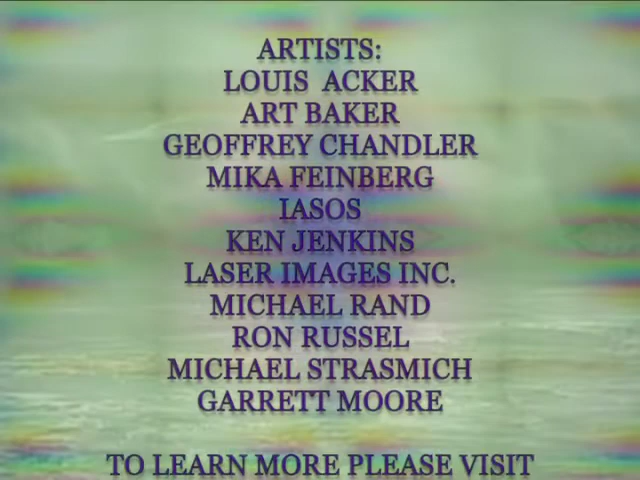 ARTISTS:
LOUIS  ACKER
ART BAKER
GEOFFREY CHANDLER
MIKA FEINBERG
IASOS
KEN JENKINS
LASER IMAGES INC.
MICHAEL RAND
RON RUSSEL
MICHAEL STRASMICH
GARRETT MOORE
TO LEARN MORE PLEASE VISIT